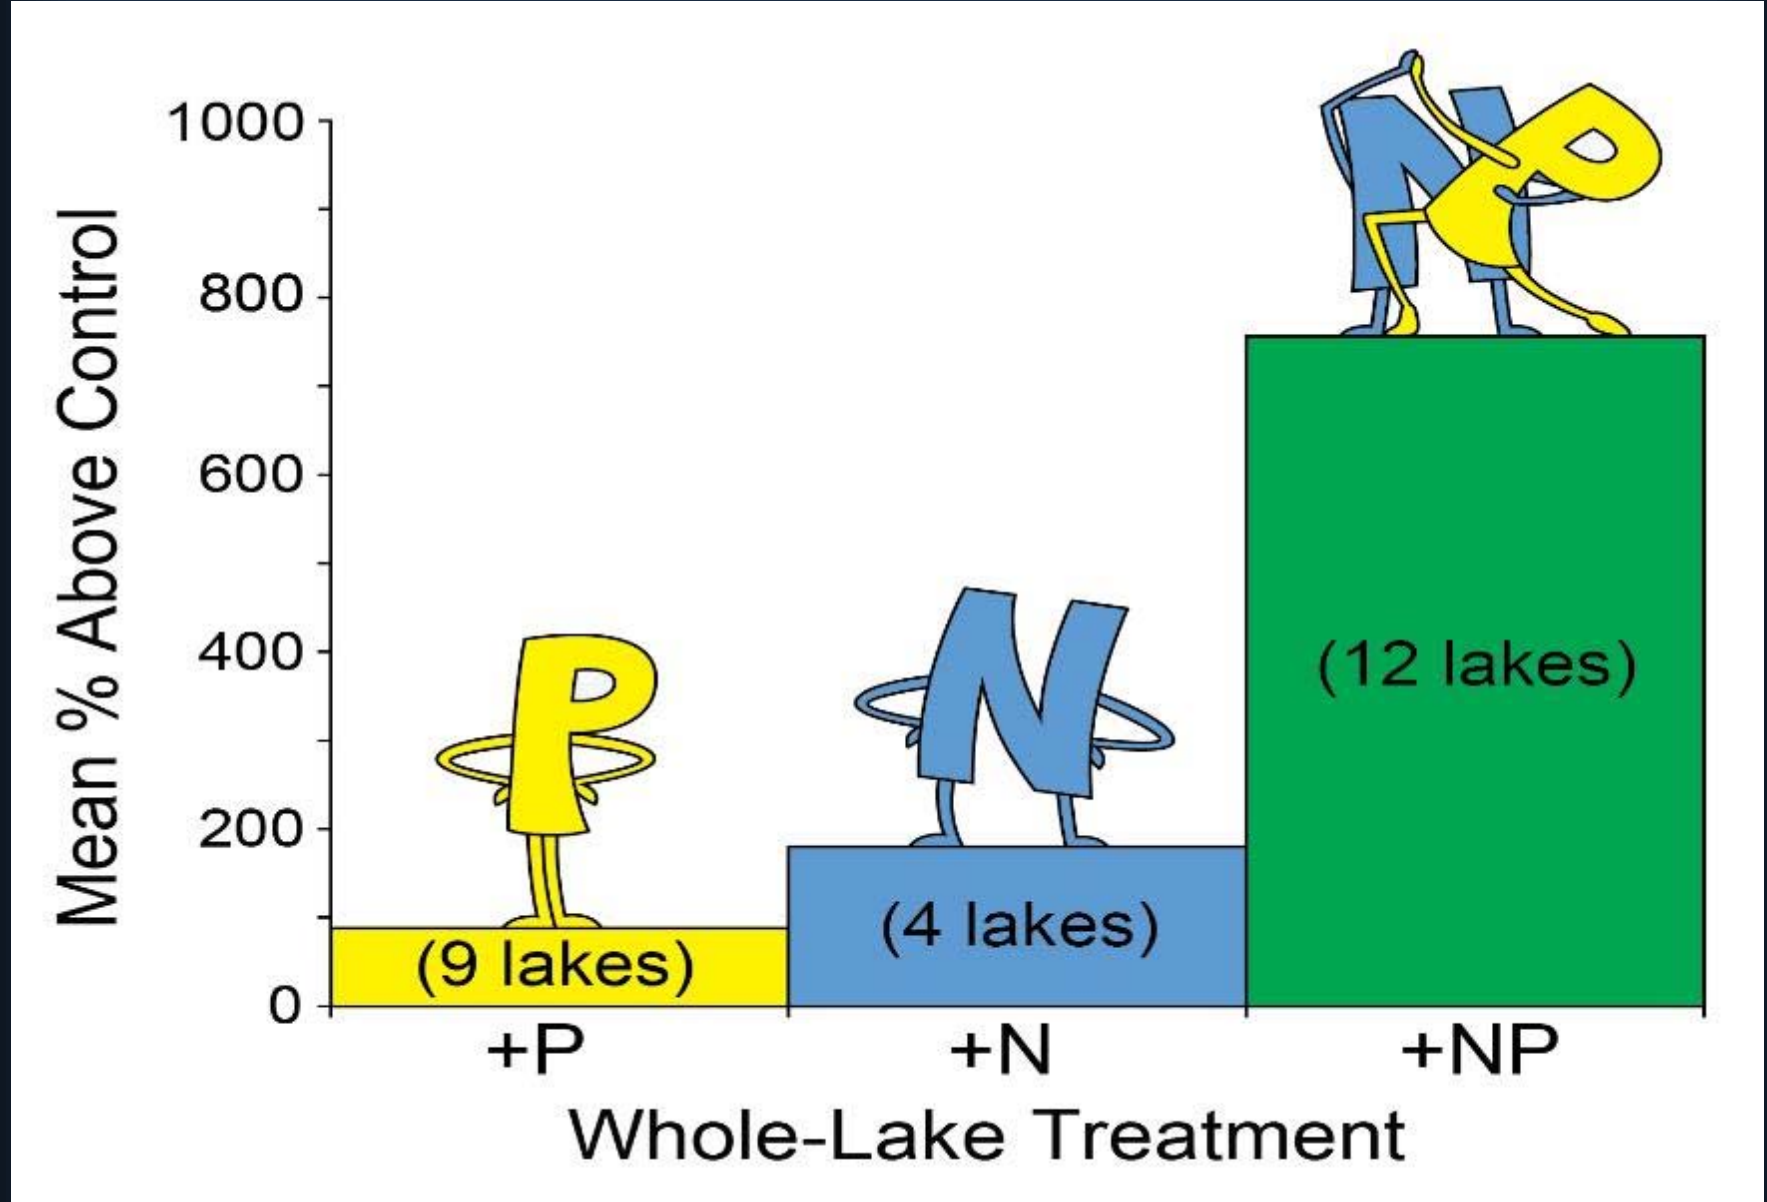 Mean % Above Control
1000
800
600
400
200
0
P
N
NP
(9 lakes)
(4 lakes)
(12 lakes)
+P
+N
+NP
Whole-Lake Treatment